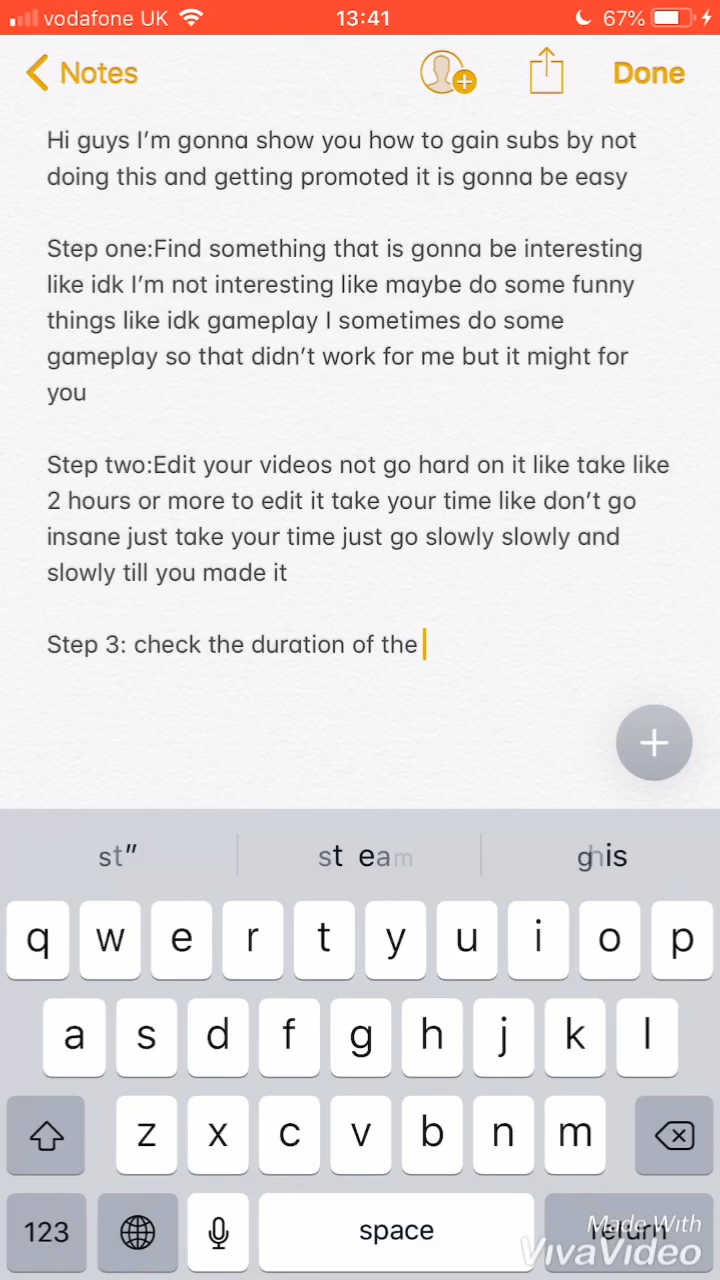 vodafone UK 13:41 67%
Notes Done
Hi guys I’m gonna show you how to gain subs by not
doing this and getting promoted it is gonna be easy
Step one:Find something that is gonna be interesting
like idk I’m not interesting like maybe do some funny
things like idk gameplay I sometimes do some
gameplay so that didn’t work for me but it might for
you
Step two:Edit your videos not go hard on it like take like
2 hours or more to edit it take your time like don’t go
insane just take your time just go slowly slowly and
slowly till you made it
Step 3: check the duration of the
q w e r t y u i o p
a s d f g h j k l
z x c v b n m
123 space return
Made With
VivaVideo